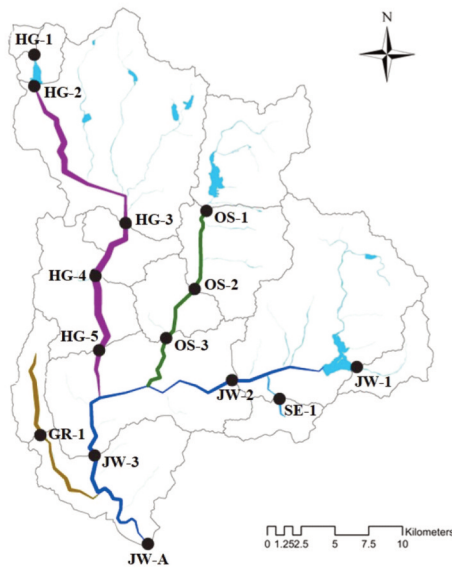 N
HG-1
HG-2
HG-3
OS-1
HG-4
OS-2
HG-5
OS-3
JW-1
JW-2
SE-1
GR-1
JW-3
JW-A
Kilometers
0 1.252.5 5 7.5 10